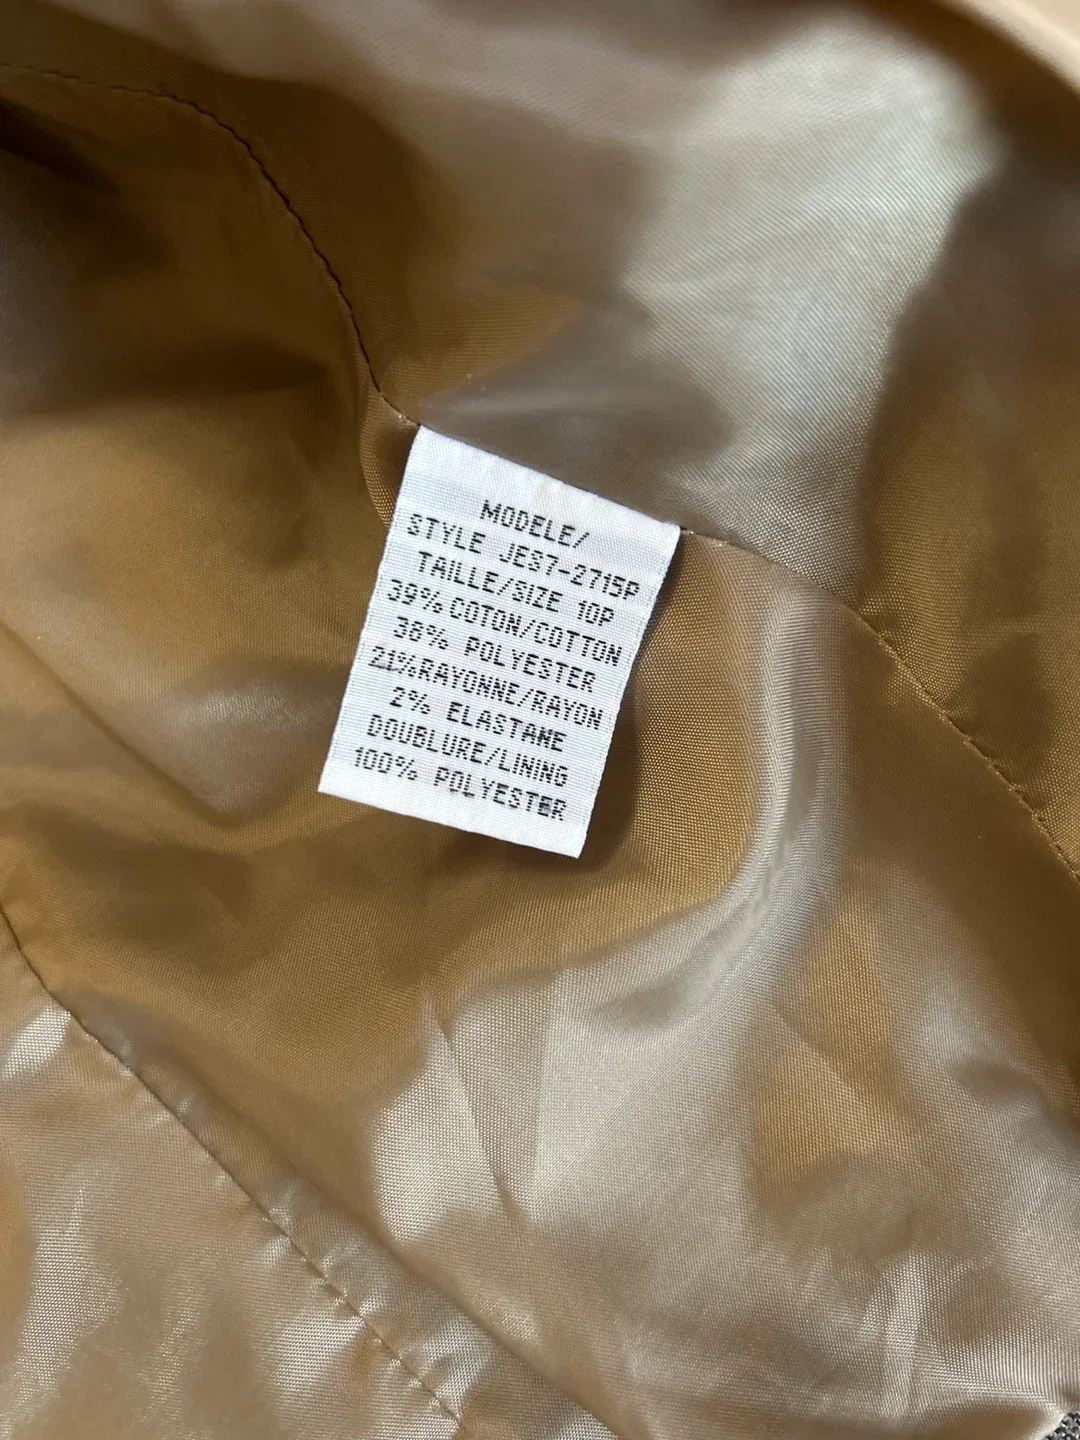 MODELE/
STYLE JES7-2715P
TAILLE/SIZE 10P
39% COTON/COTTON
38% POLYESTER
21%RAYONNE/RAYON
2% ELASTANE
DOUBLURE/LINING
100% POLYESTER